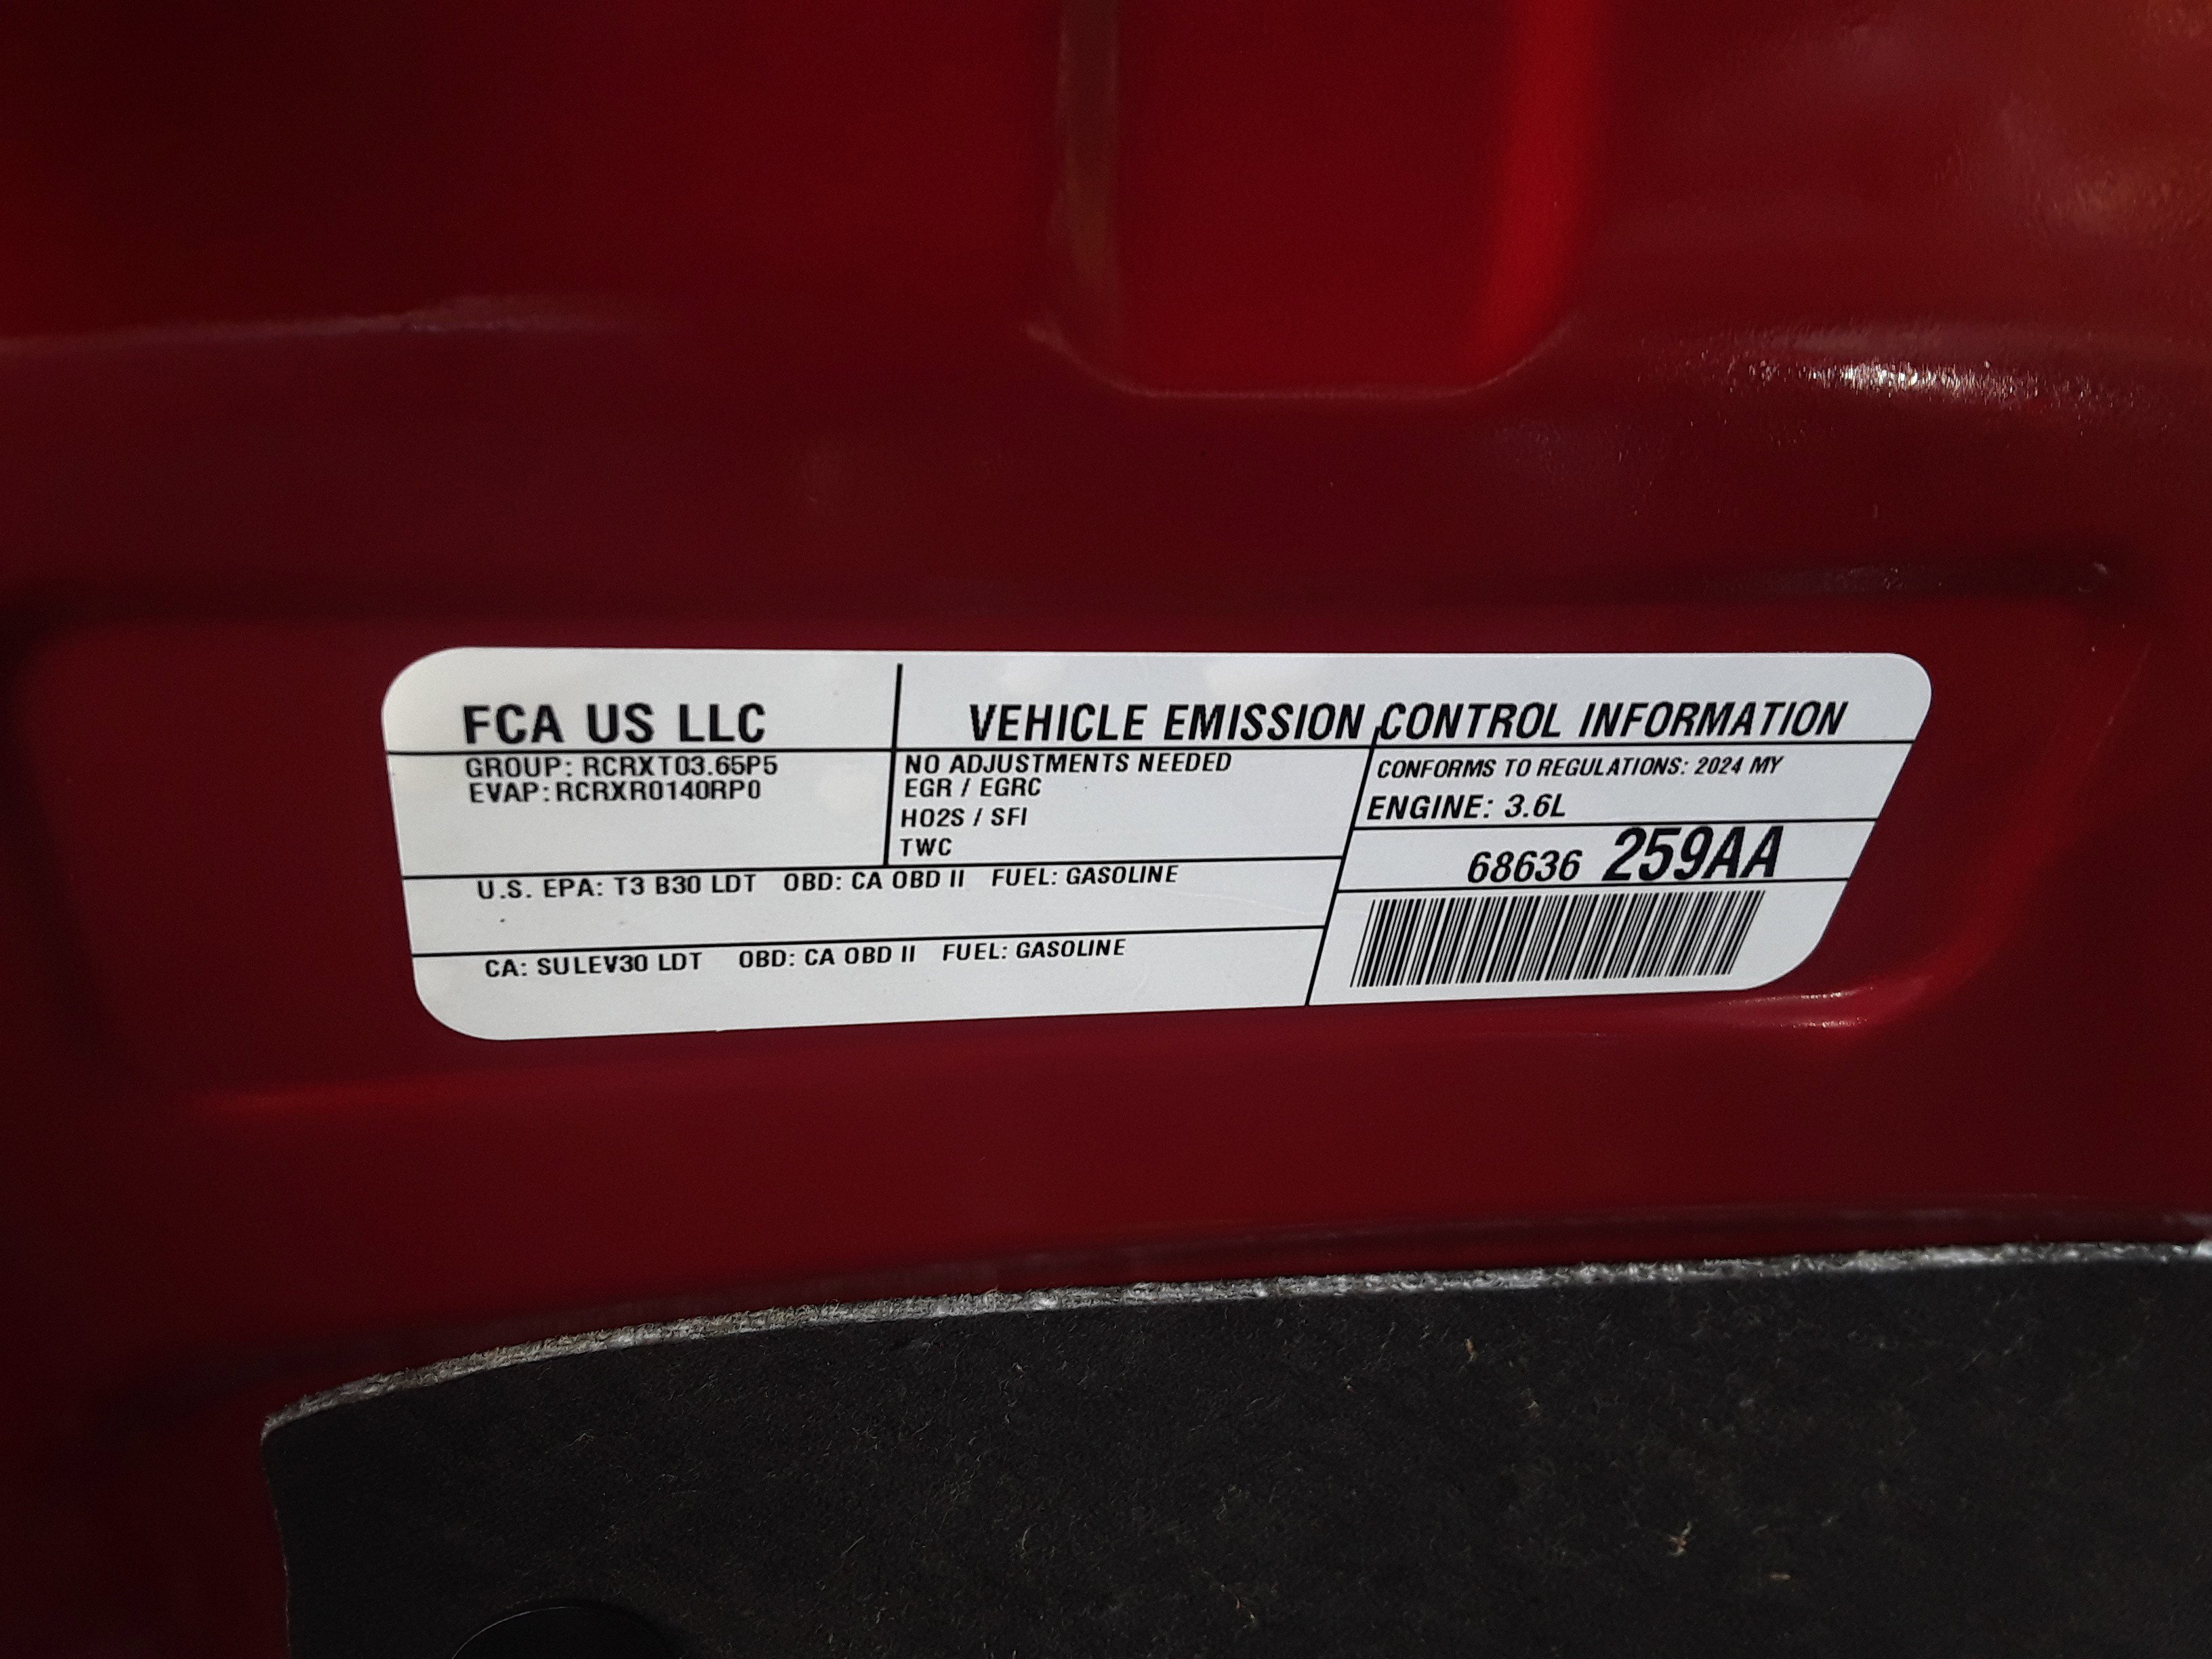 FCA US LLC
VEHICLE EMISSION CONTROL INFORMATION
GROUP: RCRXT03.65P5
EVAP: RCRXR0140RP0
NO ADJUSTMENTS NEEDED
EGR / EGRC
HO2S / SFI
TWC
CONFORMS TO REGULATIONS: 2024 MY
ENGINE: 3.6L
68636 259AA
U.S. EPA: T3 B30 LDT OBD: CA OBD II FUEL: GASOLINE
CA: SULEV30 LDT OBD: CA OBD II FUEL: GASOLINE